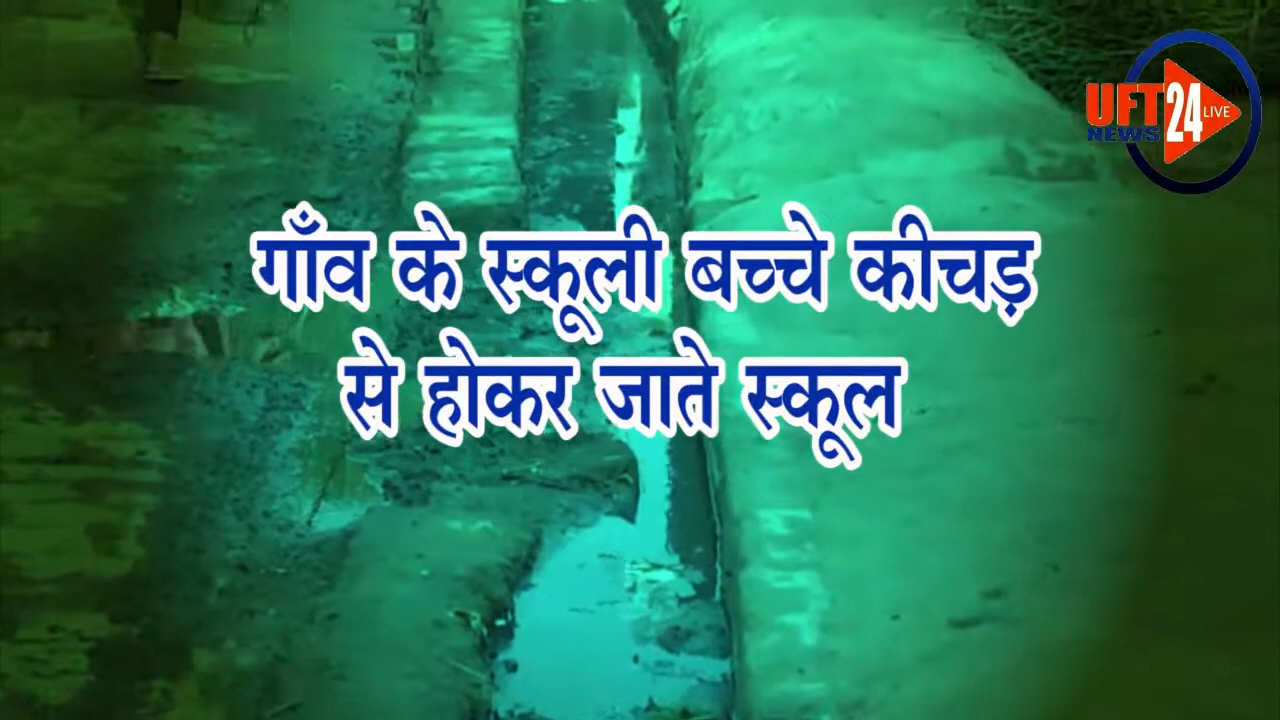 UFT 24 LIVE
NEWS
गाँव के स्कूली बच्चे कीचड़
से होकर जाते स्कूल